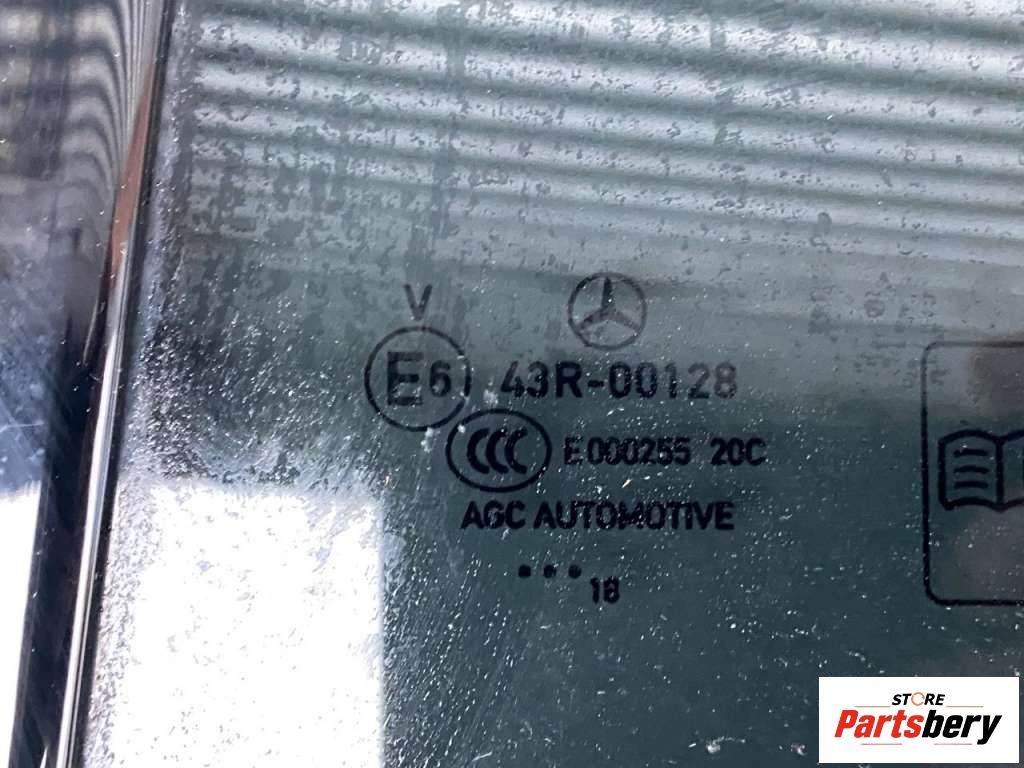 V
E6 43R-00128
CCC E000255 20C
AGC AUTOMOTIVE
••• 18
STORE
Partsbery